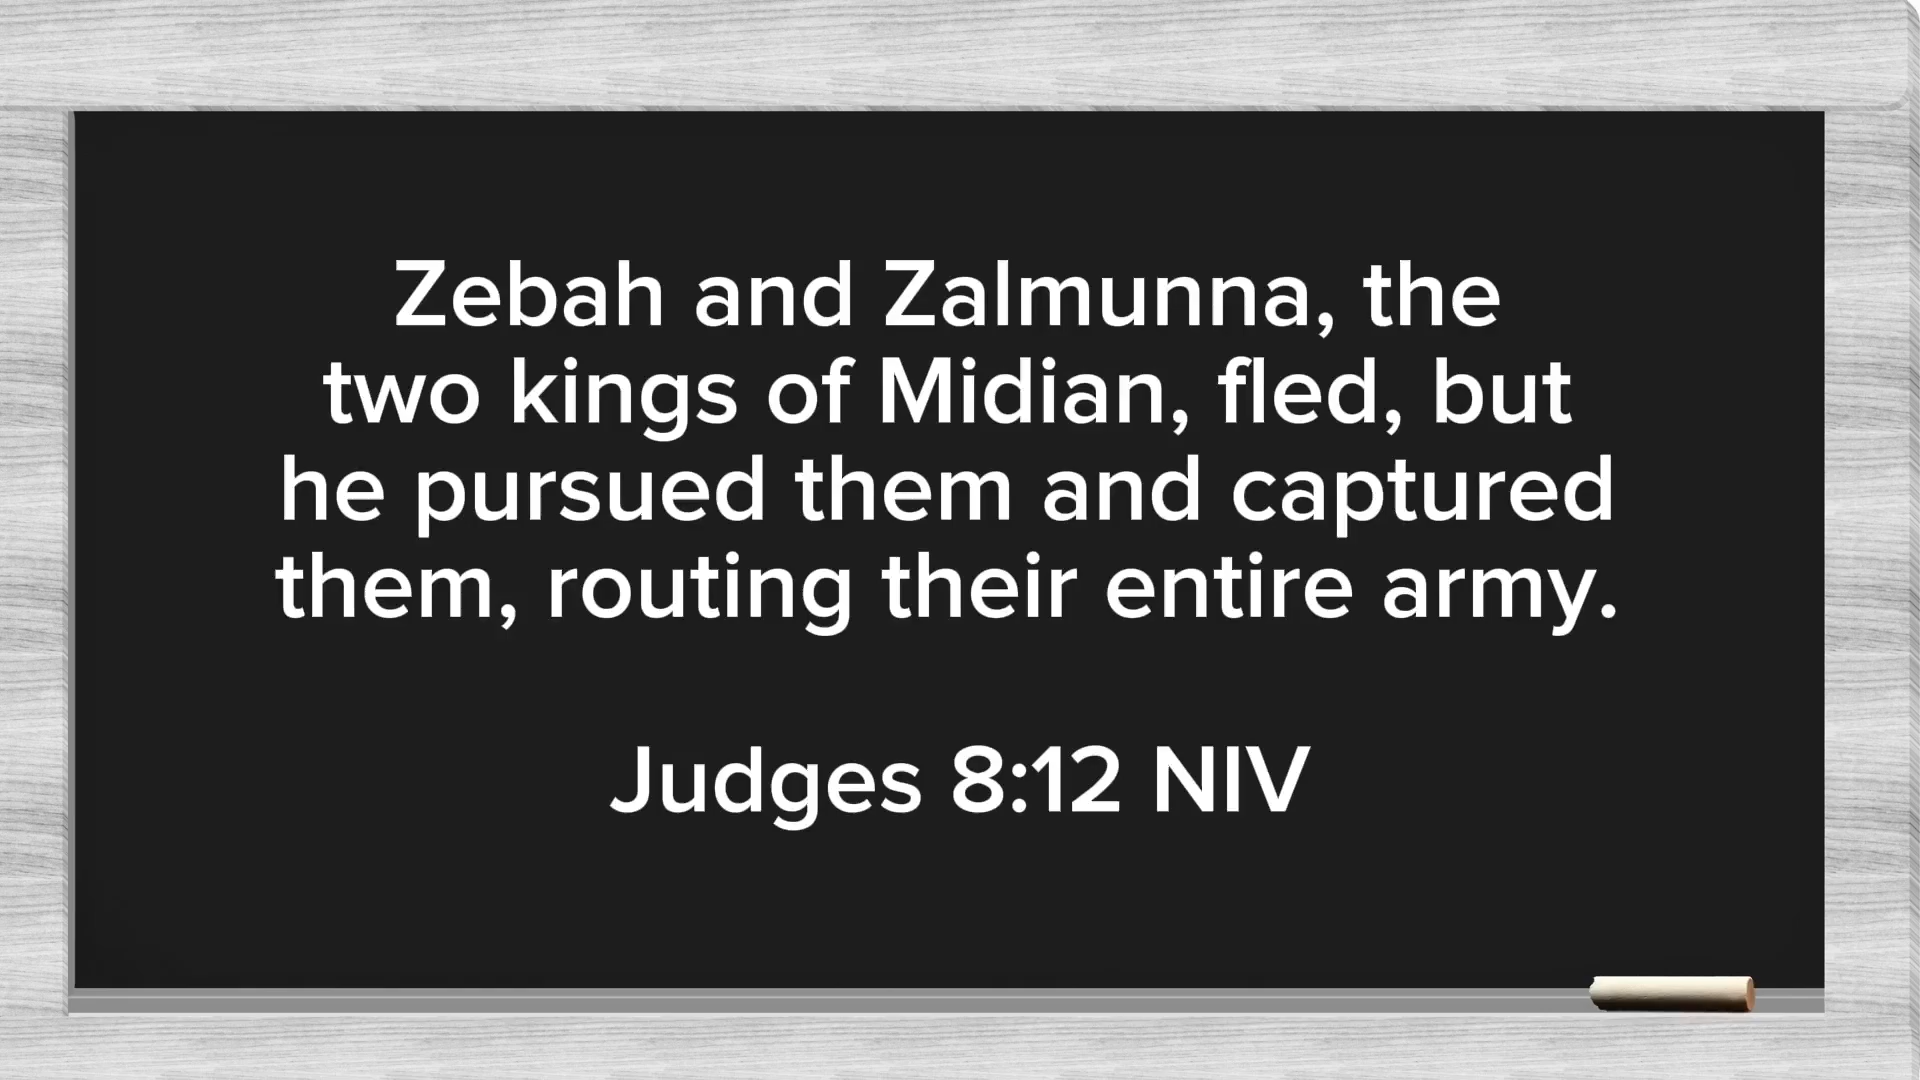 Zebah and Zalmunna, the
two kings of Midian, fled, but
he pursued them and captured
them, routing their entire army.
Judges 8:12 NIV